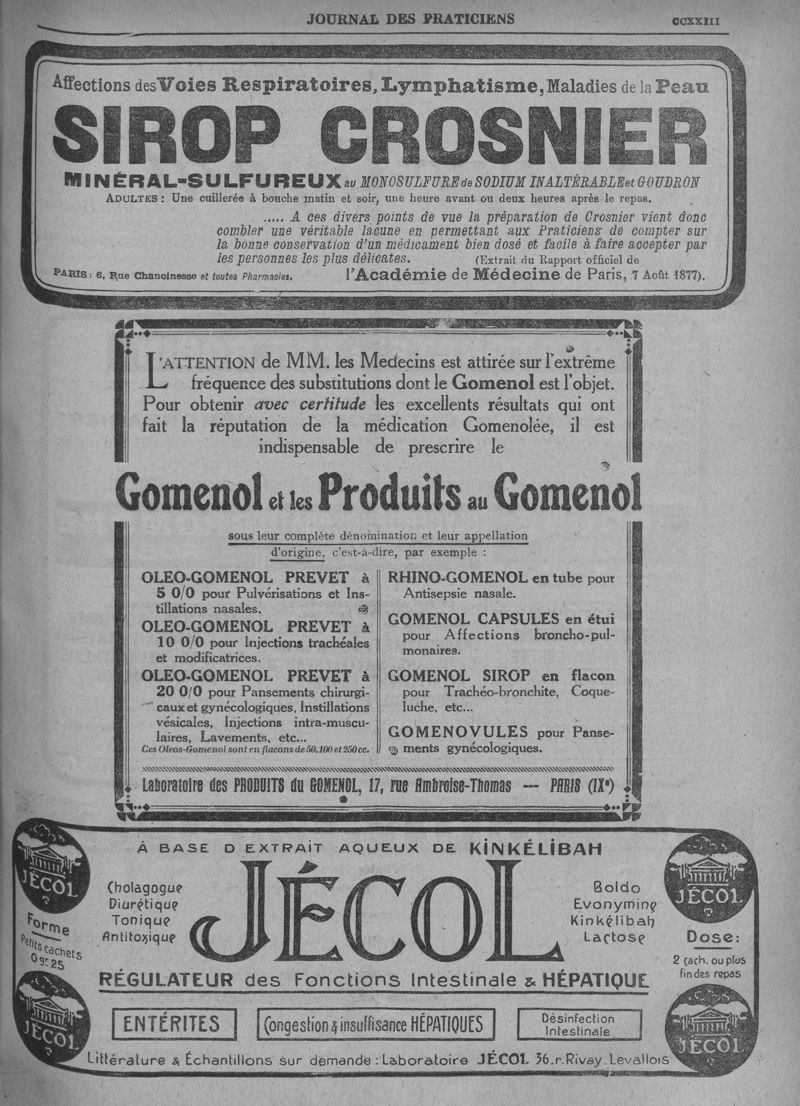 JOURNAL DES PRATICIENS
CCXXIII
Affections des Voies Respiratoires, Lymphatisme, Maladies de la Peau
SIROP CROSNIER
MINÉRAL-SULFUREUX au MONOSULFURE de SODIUM INALTÉRABLE et GOUDRON
ADULTES : Une cuillerée à bouche matin et soir, une heure avant ou deux heures après le repas.
..... A ces divers points de vue la préparation de Crosnier vient donc
combler une véritable lacune en permettant aux Praticiens de compter sur
la bonne conservation d'un médicament bien dosé et facile à faire accepter par
les personnes les plus délicates. (Extrait du Rapport officiel de
PARIS : 6, Rue Chanoinesse et toutes Pharmacies. l'Académie de Médecine de Paris, 7 Août 1877).
L'ATTENTION de MM. les Medecins est attirée sur l'extrême
fréquence des substitutions dont le Gomenol est l'objet.
Pour obtenir avec certitude les excellents résultats qui ont
fait la réputation de la médication Gomenolée, il est
indispensable de prescrire le
Gomenol et les Produits au Gomenol
sous leur complète dénomination et leur appellation
d'origine, c'est-à-dire, par exemple :
OLEO-GOMENOL PREVET à
5 0/0 pour Pulvérisations et Ins-
tillations nasales.
OLEO-GOMENOL PREVET à
10 0/0 pour Injections trachéales
et modificatrices.
OLEO-GOMENOL PREVET à
20 0/0 pour Pansements chirurgi-
caux et gynécologiques, Instillations
vésicales, Injections intra-muscu-
laires, Lavements, etc...
Ces Oleos-Gomenol sont en flacons de 50, 100 et 250 cc.
RHINO-GOMENOL en tube pour
Antisepsie nasale.
GOMENOL CAPSULES en étui
pour Affections broncho-pul-
monaires.
GOMENOL SIROP en flacon
pour Trachéo-bronchite, Coque-
luche, etc...
GOMENOVULES pour Panse-
ments gynécologiques.
Laboratoire des PRODUITS du GOMENOL, 17, rue Ambroise-Thomas — PARIS (IXe)
À BASE D EXTRAIT AQUEUX DE KINKÉLIBAH
JÉCOL
Cholagogue
Diurétique
Tonique
Antitoxique
JÉCOL
Boldo
Evonymine
Kinkélibah
Lactose
JÉCOL
Forme
Petits cachets
0gr25
Dose:
2 Cach. ou plus
fin des repas
RÉGULATEUR des Fonctions Intestinale & HÉPATIQUE
JÉCOL
ENTÉRITES
Congestion & insuffisance HÉPATIQUES
Désinfection
Intestinale
JÉCOL
Littérature & Échantillons sur demande : Laboratoire JÉCOL 36.r.Rivay.Levallois